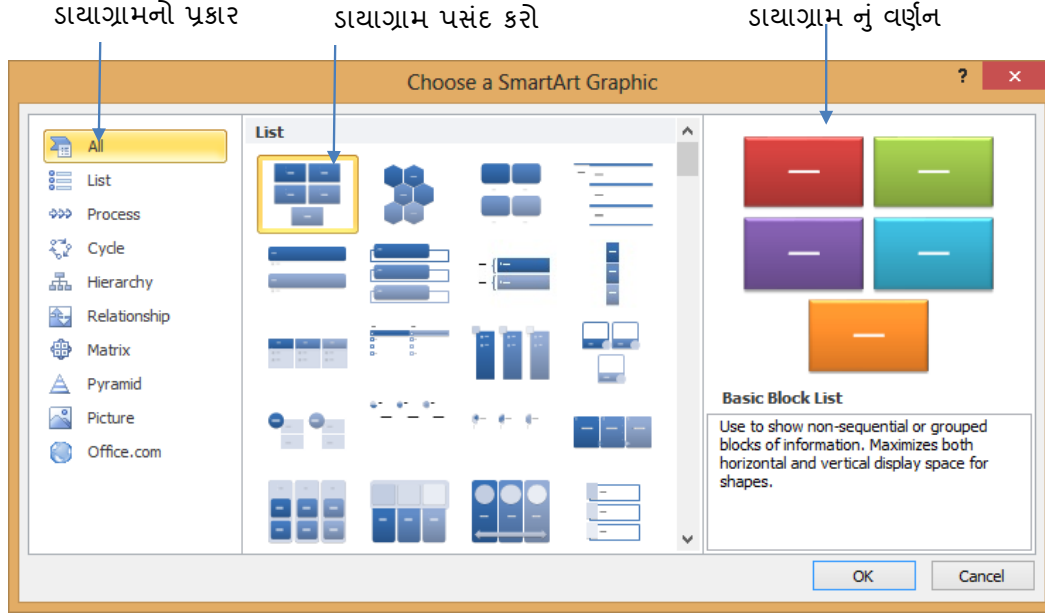 ડાયાગ્રામનો પ્રકાર
ડાયાગ્રામ પસંદ કરો
ડાયાગ્રામ નું વર્ણન
Choose a SmartArt Graphic
?
All
List
Process
Cycle
Hierarchy
Relationship
Matrix
Pyramid
Picture
Office.com
List
Basic Block List
Use to show non-sequential or grouped
blocks of information. Maximizes both
horizontal and vertical display space for
shapes.
OK
Cancel